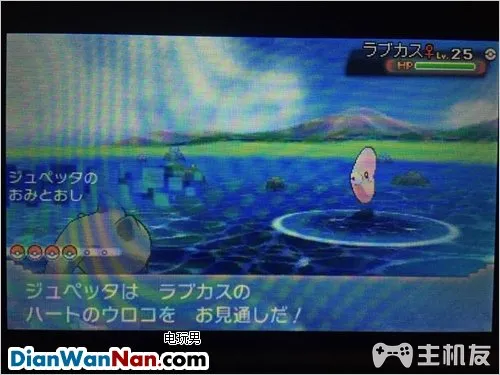 ラブカス♀Lv.25
HP
ジュペッタの
おみとおし
ジュペッタは ラブカスの
ハートのウロコを お見通しだ!
电玩男
DianWanNan.com
主机网